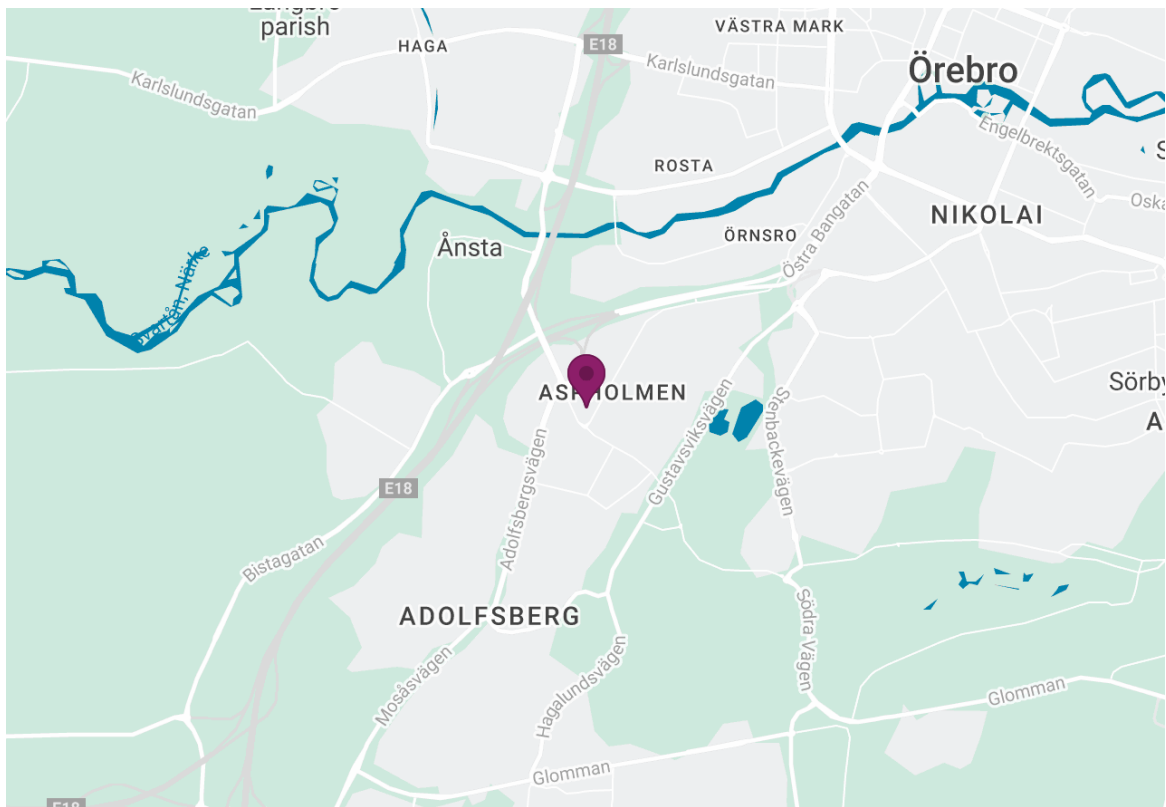 parish
HAGA
E18
VÄSTRA MARK
Karlslundsgatan
Karlslundsgatan
Örebro
Engelbrektsgatan
ROSTA
NIKOLAI
Oska
Östra Bangatan
ÖRNSRO
Ånsta
Svartån, Närke
Sörby
A
HOLMEN
Gustavsviksvägen
Stenbackevägen
Adolfsbergsvägen
E18
Bistagatan
ADOLFSBERG
Södra Vägen
Mosåsvägen
Hagalundsvägen
Glomman
Glomman
E18